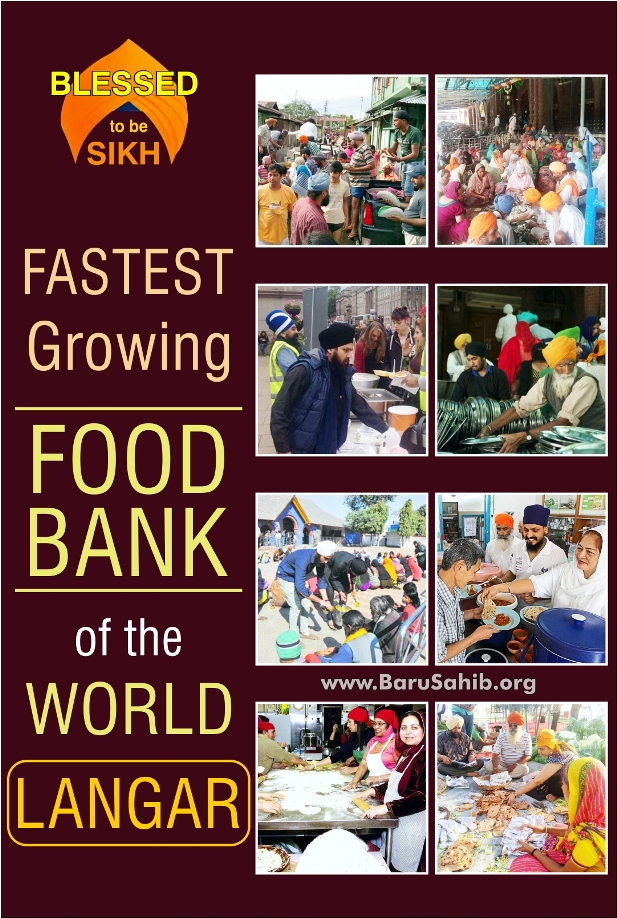 BLESSED
to be
SIKH
FASTEST
Growing
FOOD
BANK
of the
WORLD
LANGAR
www.BaruSahib.org